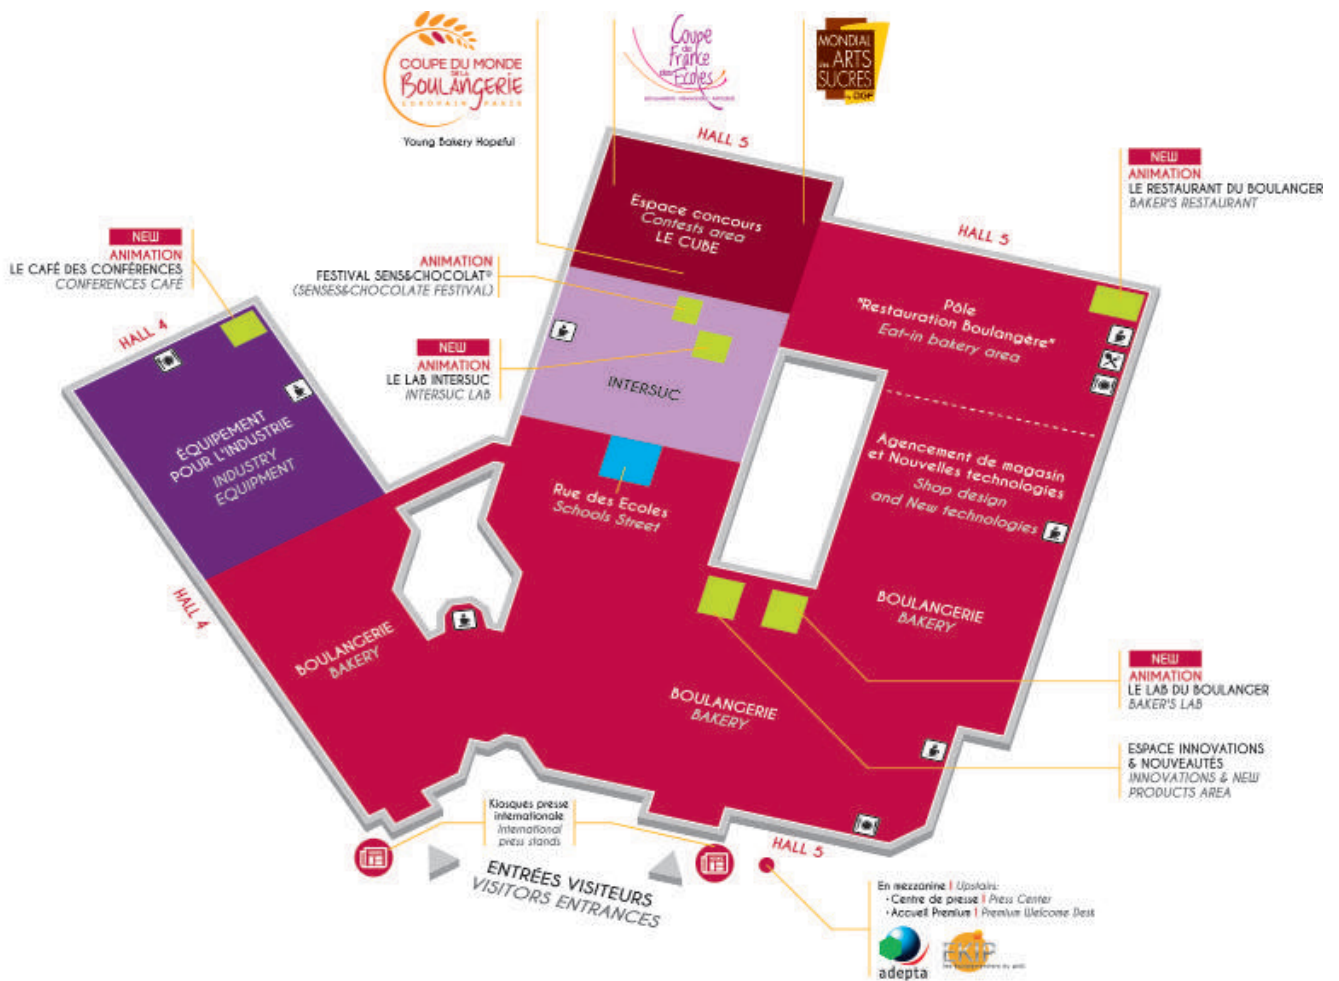 COUPE DU MONDE
DE LA
BOULANGERIE
Young Bakery Hopeful
Coupe
de
France
des
Ecoles
MONDIAL
DES ARTS
SUCRES
by DGF
HALL 5
HALL 5
NEW
ANIMATION
LE RESTAURANT DU BOULANGER
BAKER'S RESTAURANT
NEW
ANIMATION
LE CAFÉ DES CONFÉRENCES
CONFERENCES CAFÉ
ANIMATION
FESTIVAL SENS&CHOCOLAT®
(SENSES&CHOCOLATE FESTIVAL)
NEW
ANIMATION
LE LAB INTERSUC
INTERSUC LAB
Espace concours
Contests area
LE CUBE
Pôle
"Restauration Boulangère"
Eat-in bakery area
HALL 4
INTERSUC
ÉQUIPEMENT
POUR L'INDUSTRIE
INDUSTRY
EQUIPMENT
Agencement de magasin
et Nouvelles technologies
Shop design
and New technologies
Rue des Ecoles
Schools Street
HALL 4
BOULANGERIE
BAKERY
BOULANGERIE
BAKERY
BOULANGERIE
BAKERY
NEW
ANIMATION
LE LAB DU BOULANGER
BAKER'S LAB
ESPACE INNOVATIONS
& NOUVEAUTÉS
INNOVATIONS & NEW
PRODUCTS AREA
Kiosques presse
internationale
International
press stands
HALL 5
ENTRÉES VISITEURS
VISITORS ENTRANCES
En mezzanine | Upstairs:
• Centre de presse | Press Center
• Accueil Premium | Premium Welcome Desk
adepta
EKIP